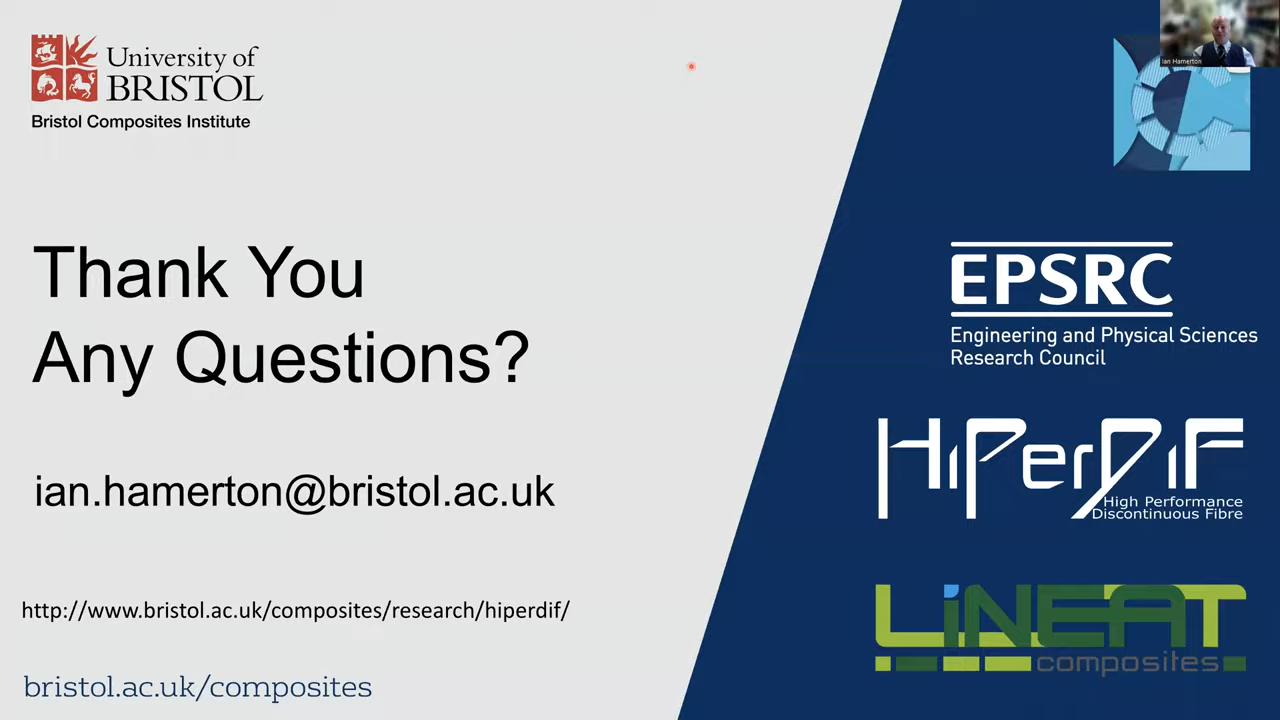 University of
BRISTOL
Bristol Composites Institute
Ian Hamerton
Thank You
Any Questions?
ian.hamerton@bristol.ac.uk
http://www.bristol.ac.uk/composites/research/hiperdif/
bristol.ac.uk/composites
EPSRC
Engineering and Physical Sciences
Research Council
HiPerDiF
High Performance
Discontinuous Fibre
LiNEAT
composites